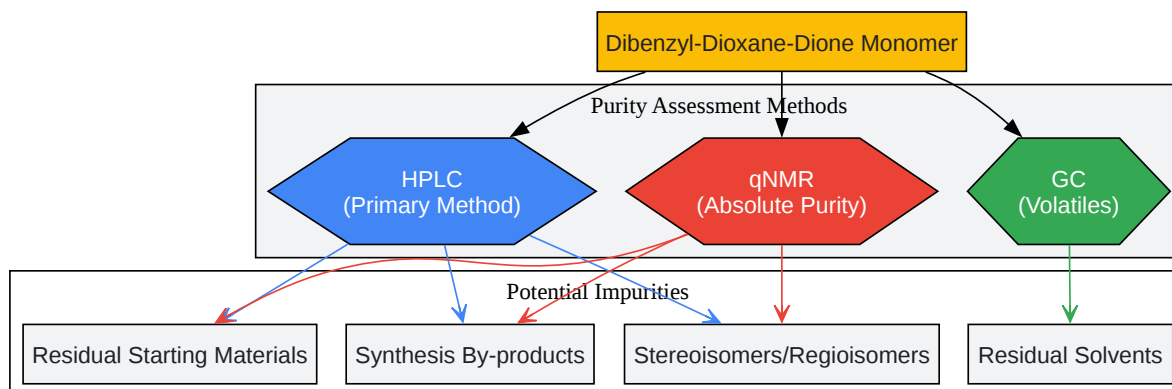 Dibenzyl-Dioxane-Dione Monomer
Purity Assessment Methods
HPLC
(Primary Method)
qNMR
(Absolute Purity)
GC
(Volatiles)
Potential Impurities
Residual Starting Materials
Synthesis By-products
Stereoisomers/Regioisomers
Residual Solvents